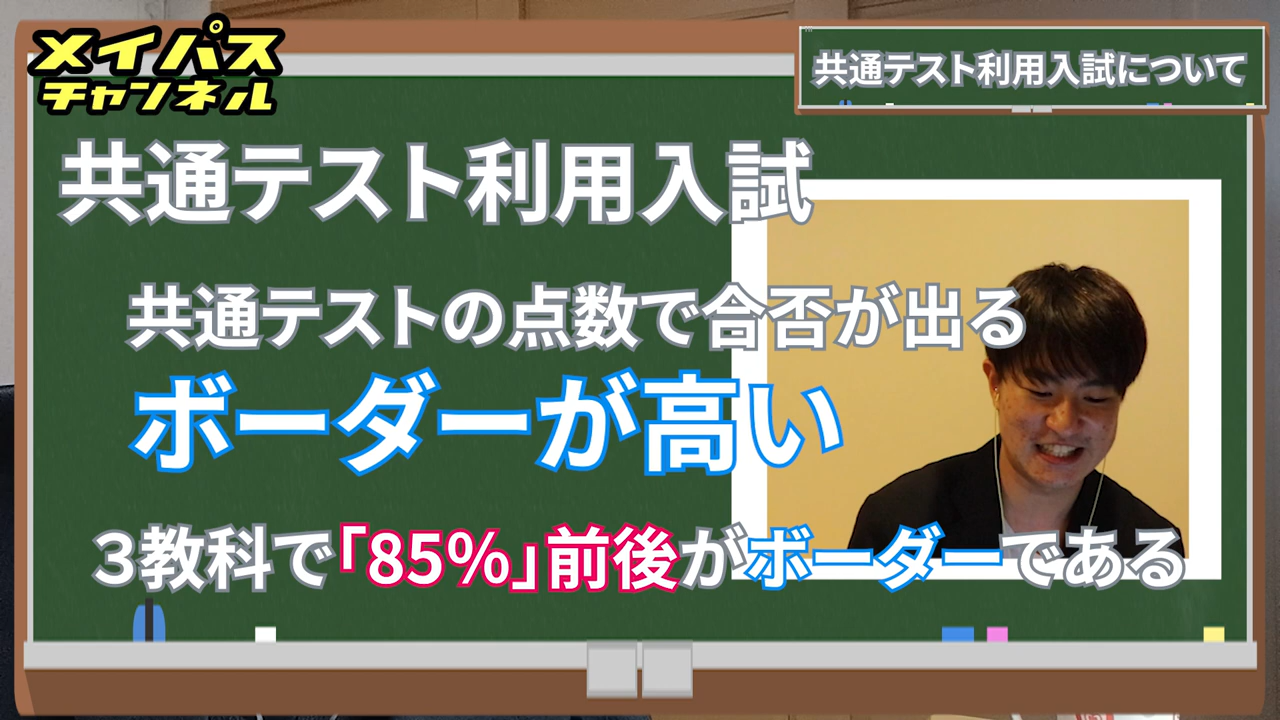 メイパス
チャンネル
共通テスト利用入試について
共通テスト利用入試
共通テストの点数で合否が出る
ボーダーが高い
３教科で「85％」前後がボーダーである